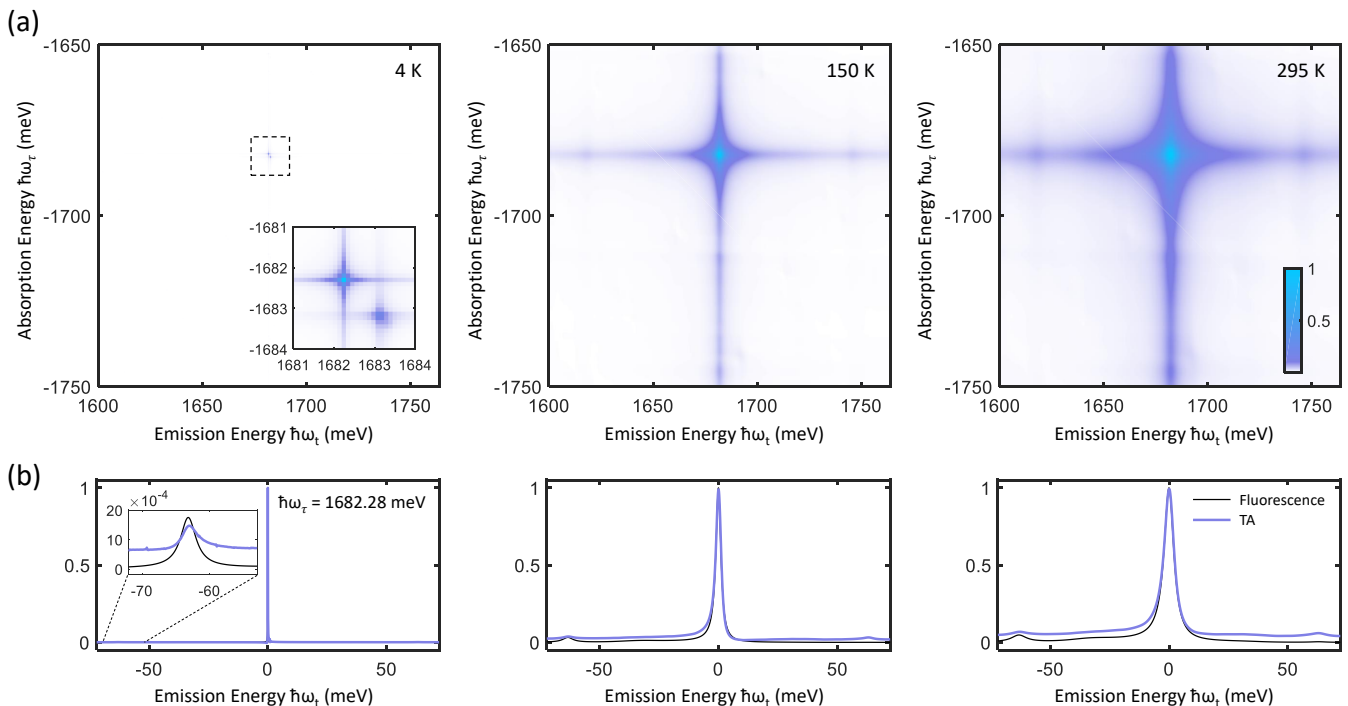 (a)
-1650
-1700
-1750
Absorption Energy ħω_τ (meV)
4 K
-1681
-1682
-1683
-1684
1681 1682 1683 1684
1600 1650 1700 1750
Emission Energy ħω_t (meV)
-1650
-1700
-1750
Absorption Energy ħω_τ (meV)
150 K
1600 1650 1700 1750
Emission Energy ħω_t (meV)
-1650
-1700
-1750
Absorption Energy ħω_τ (meV)
295 K
1
0.5
1600 1650 1700 1750
Emission Energy ħω_t (meV)
(b)
1
0.5
0
×10⁻⁴
20
10
0
-70 -60
ħω_τ = 1682.28 meV
-50 0 50
Emission Energy ħω_t (meV)
1
0.5
0
-50 0 50
Emission Energy ħω_t (meV)
1
0.5
0
Fluorescence
TA
-50 0 50
Emission Energy ħω_t (meV)